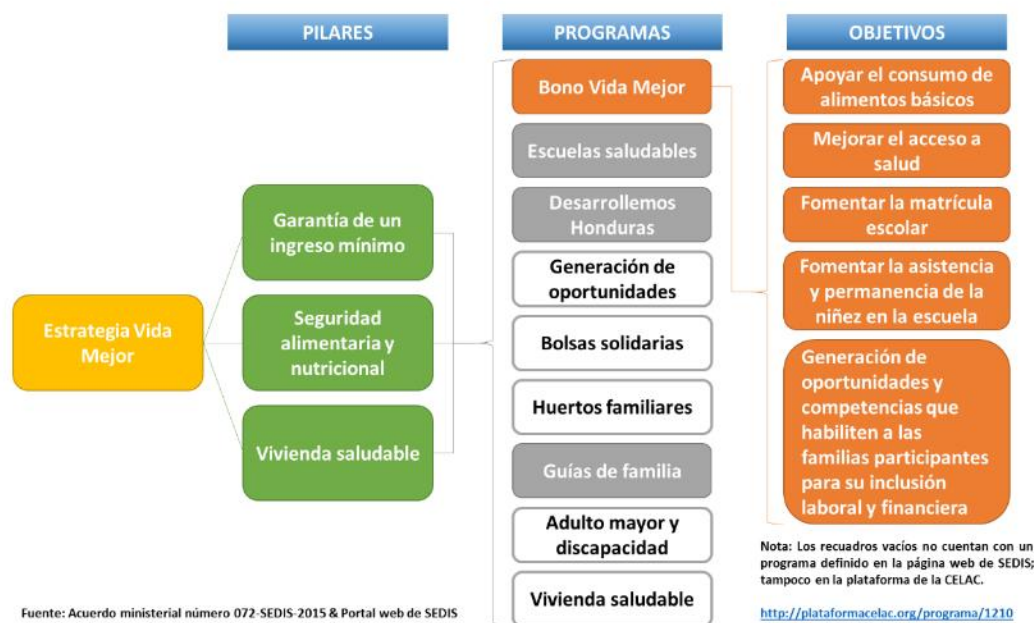 PILARES
PROGRAMAS
OBJETIVOS
Estrategia Vida
Mejor
Garantía de un
ingreso mínimo
Seguridad
alimentaria y
nutricional
Vivienda saludable
Bono Vida Mejor
Escuelas saludables
Desarrollemos
Honduras
Generación de
oportunidades
Bolsas solidarias
Huertos familiares
Guías de familia
Adulto mayor y
discapacidad
Vivienda saludable
Apoyar el consumo de
alimentos básicos
Mejorar el acceso a
salud
Fomentar la matrícula
escolar
Fomentar la asistencia
y permanencia de la
niñez en la escuela
Generación de
oportunidades y
competencias que
habiliten a las
familias participantes
para su inclusión
laboral y financiera
Nota: Los recuadros vacíos no cuentan con un
programa definido en la página web de SEDIS;
tampoco en la plataforma de la CELAC.
http://plataformacelac.org/programa/1210
Fuente: Acuerdo ministerial número 072-SEDIS-2015 & Portal web de SEDIS